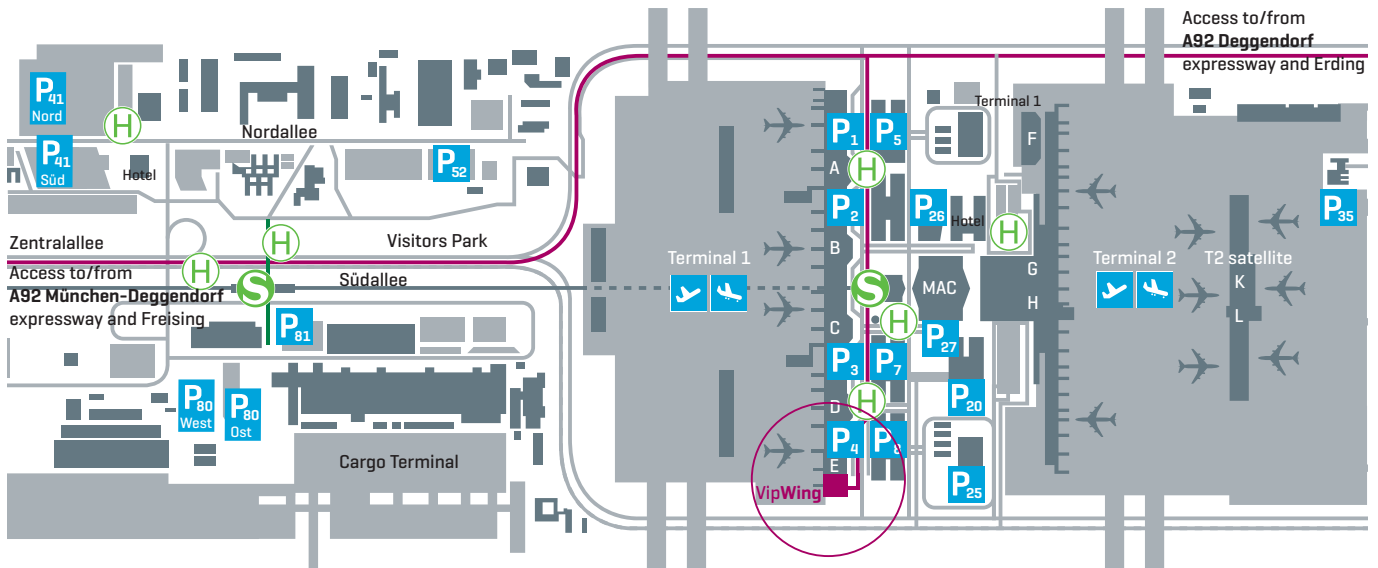 Access to/from
A92 Deggendorf
expressway and Erding
P41
Nord
H
Nordallee
P41
Süd
Hotel
P52
Zentralallee
H
Visitors Park
Access to/from
A92 München-Deggendorf
expressway and Freising
H
S
Südallee
P81
P80
West
P80
Ost
Cargo Terminal
Terminal 1
P1
P5
A
H
P2
P26
Hotel
B
S
MAC
C
H
P27
P3
P7
P20
D
H
P4
P8
E
P25
VipWing
Terminal 1
F
H
G
H
Terminal 2
T2 satellite
K
L
P35